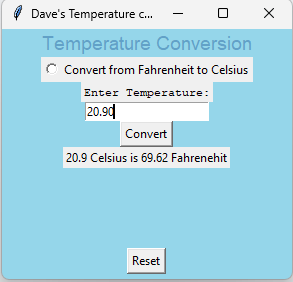 Dave's Temperature c...
Temperature Conversion
Convert from Fahrenheit to Celsius
Enter Temperature:
20.90
Convert
20.9 Celsius is 69.62 Fahrenehit
Reset